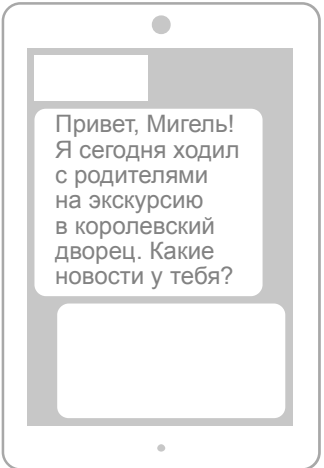 Привет, Мигель!
Я сегодня ходил
с родителями
на экскурсию
в королевский
дворец. Какие
новости у тебя?